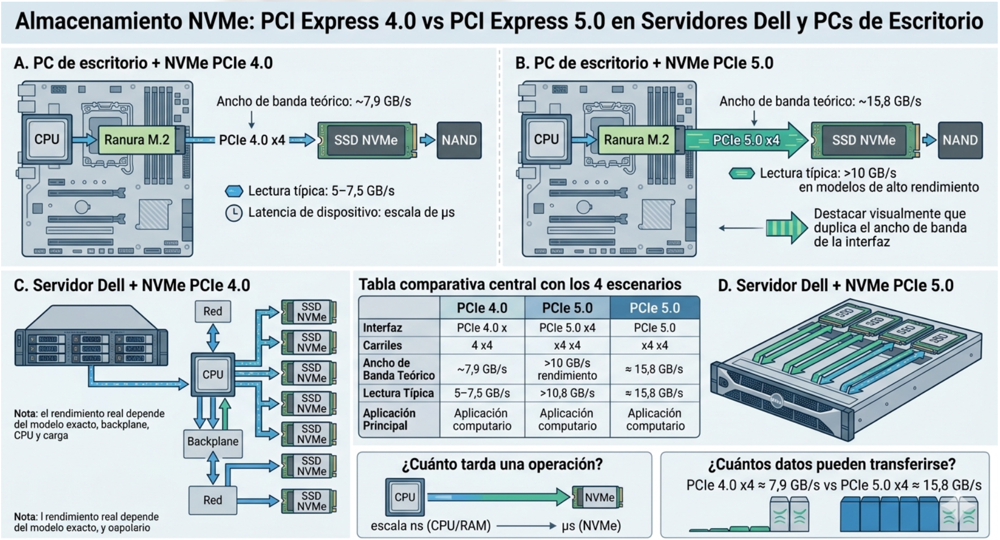 Almacenamiento NVMe: PCI Express 4.0 vs PCI Express 5.0 en Servidores Dell y PCs de Escritorio
A. PC de escritorio + NVMe PCIe 4.0
Ancho de banda teórico: ~7,9 GB/s
CPU
Ranura M.2
PCIe 4.0 x4
SSD NVMe
NAND
Lectura típica: 5–7,5 GB/s
Latencia de dispositivo: escala de μs
B. PC de escritorio + NVMe PCIe 5.0
Ancho de banda teórico: ~15,8 GB/s
CPU
Ranura M.2
PCIe 5.0 x4
SSD NVMe
NAND
Lectura típica: >10 GB/s
en modelos de alto rendimiento
Destacar visualmente que
duplica el ancho de banda
de la interfaz
C. Servidor Dell + NVMe PCIe 4.0
Red
CPU
Backplane
Red
SSD
NVMe
SSD
NVMe
SSD
NVMe
SSD
NVMe
SSD
NVMe
SSD
NVMe
SSD
NVMe
Nota: el rendimiento real depende
del modelo exacto, backplane,
CPU y carga
Nota: l rendimiento real depende
del modelo exacto, y oapolario
Tabla comparativa central con los 4 escenarios
PCIe 4.0 PCIe 5.0 PCIe 5.0
Interfaz PCIe 4.0 x PCIe 5.0 x4 PCIe 5.0
Carriles 4 x4 x4 x4 x4 x4
Ancho de Banda Teórico ~7,9 GB/s >10 GB/s rendimiento ≈ 15,8 GB/s
Lectura Típica 5–7,5 GB/s >10,8 GB/s ≈ 15,8 GB/s
Aplicación Principal Aplicación computario Aplicación computario Aplicación computario
D. Servidor Dell + NVMe PCIe 5.0
¿Cuánto tarda una operación?
CPU
NVMe
escala ns (CPU/RAM)
μs (NVMe)
¿Cuántos datos pueden transferirse?
PCIe 4.0 x4 ≈ 7,9 GB/s vs PCIe 5.0 x4 ≈ 15,8 GB/s